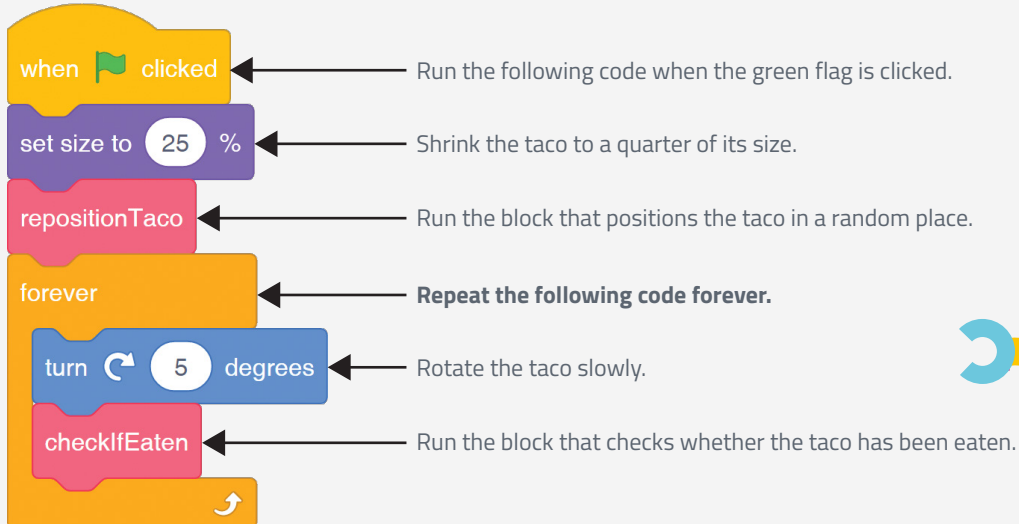 when clicked
Run the following code when the green flag is clicked.
set size to 25 %
Shrink the taco to a quarter of its size.
repositionTaco
Run the block that positions the taco in a random place.
forever
Repeat the following code forever.
turn 5 degrees
Rotate the taco slowly.
checkIfEaten
Run the block that checks whether the taco has been eaten.